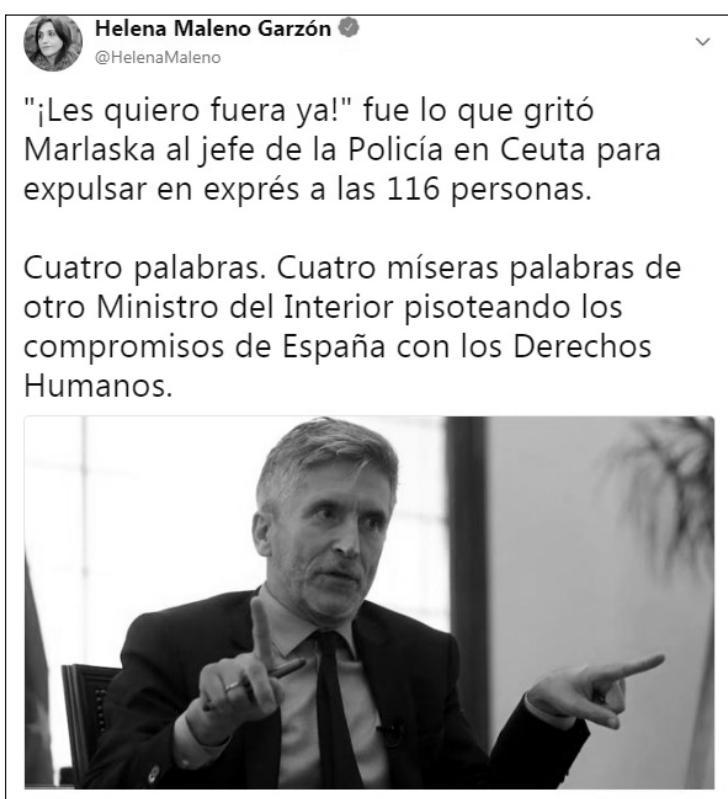 Helena Maleno Garzón
@HelenaMaleno
"¡Les quiero fuera ya!" fue lo que gritó
Marlaska al jefe de la Policía en Ceuta para
expulsar en exprés a las 116 personas.
Cuatro palabras. Cuatro míseras palabras de
otro Ministro del Interior pisoteando los
compromisos de España con los Derechos
Humanos.